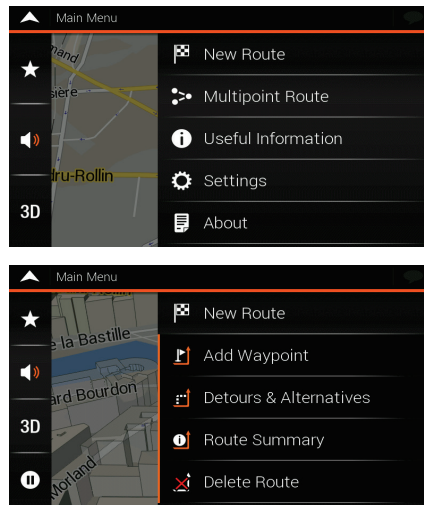 Main Menu
New Route
Multipoint Route
Useful Information
Settings
About
3D
mand
sière
dru-Rollin
Main Menu
New Route
Add Waypoint
Detours & Alternatives
Route Summary
Delete Route
3D
e la Bastille
ard Bourdon
Morland